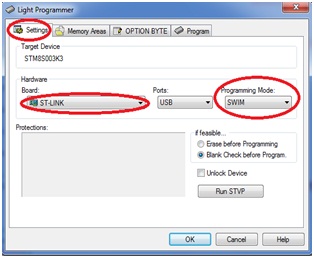 Light Programmer
Settings
Memory Areas
OPTION BYTE
Program
Target Device
STM8S003K3
Hardware
Board:
Ports:
Programming Mode:
ST-LINK
USB
SWIM
Protections:
if feasible...
Erase before Programming
Blank Check before Program.
Unlock Device
Run STVP
OK
Cancel
Help